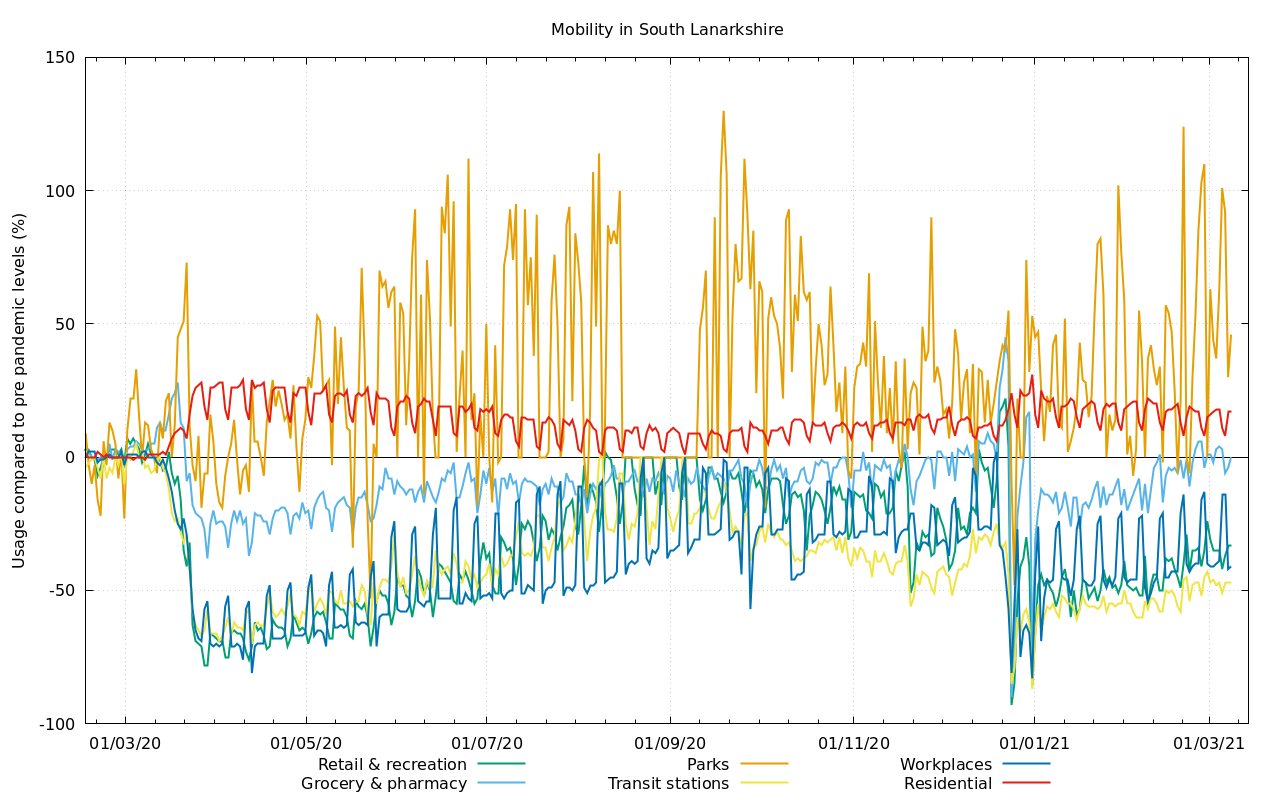 Mobility in South Lanarkshire
Usage compared to pre pandemic levels (%)
150
100
50
0
-50
-100
01/03/20 01/05/20 01/07/20 01/09/20 01/11/20 01/01/21 01/03/21
Retail & recreation Parks Workplaces
Grocery & pharmacy Transit stations Residential